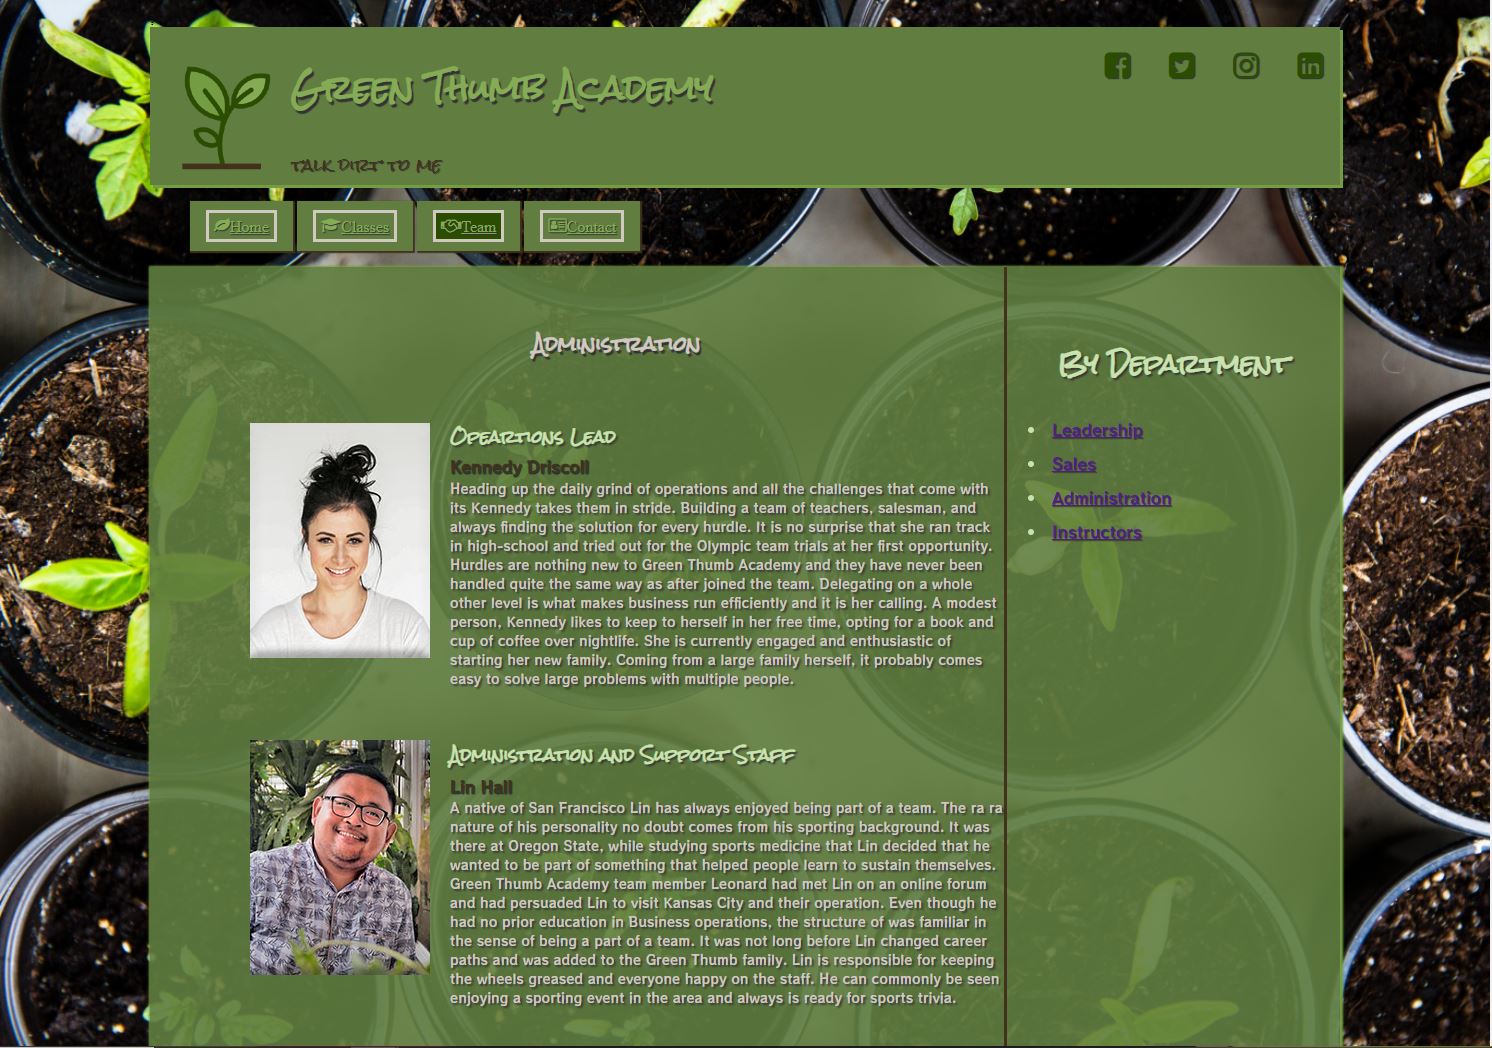 Green Thumb Academy
TALK DIRT TO ME
Home
Classes
Team
Contact
Administration
Opeartions Lead
Kennedy Driscoll
Heading up the daily grind of operations and all the challenges that come with
its Kennedy takes them in stride. Building a team of teachers, salesman, and
always finding the solution for every hurdle. It is no surprise that she ran track
in high-school and tried out for the Olympic team trials at her first opportunity.
Hurdles are nothing new to Green Thumb Academy and they have never been
handled quite the same way as after joined the team. Delegating on a whole
other level is what makes business run efficiently and it is her calling. A modest
person, Kennedy likes to keep to herself in her free time, opting for a book and
cup of coffee over nightlife. She is currently engaged and enthusiastic of
starting her new family. Coming from a large family herself, it probably comes
easy to solve large problems with multiple people.
Administration and Support Staff
Lin Hall
A native of San Francisco Lin has always enjoyed being part of a team. The ra ra
nature of his personality no doubt comes from his sporting background. It was
there at Oregon State, while studying sports medicine that Lin decided that he
wanted to be part of something that helped people learn to sustain themselves.
Green Thumb Academy team member Leonard had met Lin on an online forum
and had persuaded Lin to visit Kansas City and their operation. Even though he
had no prior education in Business operations, the structure of was familiar in
the sense of being a part of a team. It was not long before Lin changed career
paths and was added to the Green Thumb family. Lin is responsible for keeping
the wheels greased and everyone happy on the staff. He can commonly be seen
enjoying a sporting event in the area and always is ready for sports trivia.
By Department
Leadership
Sales
Administration
Instructors